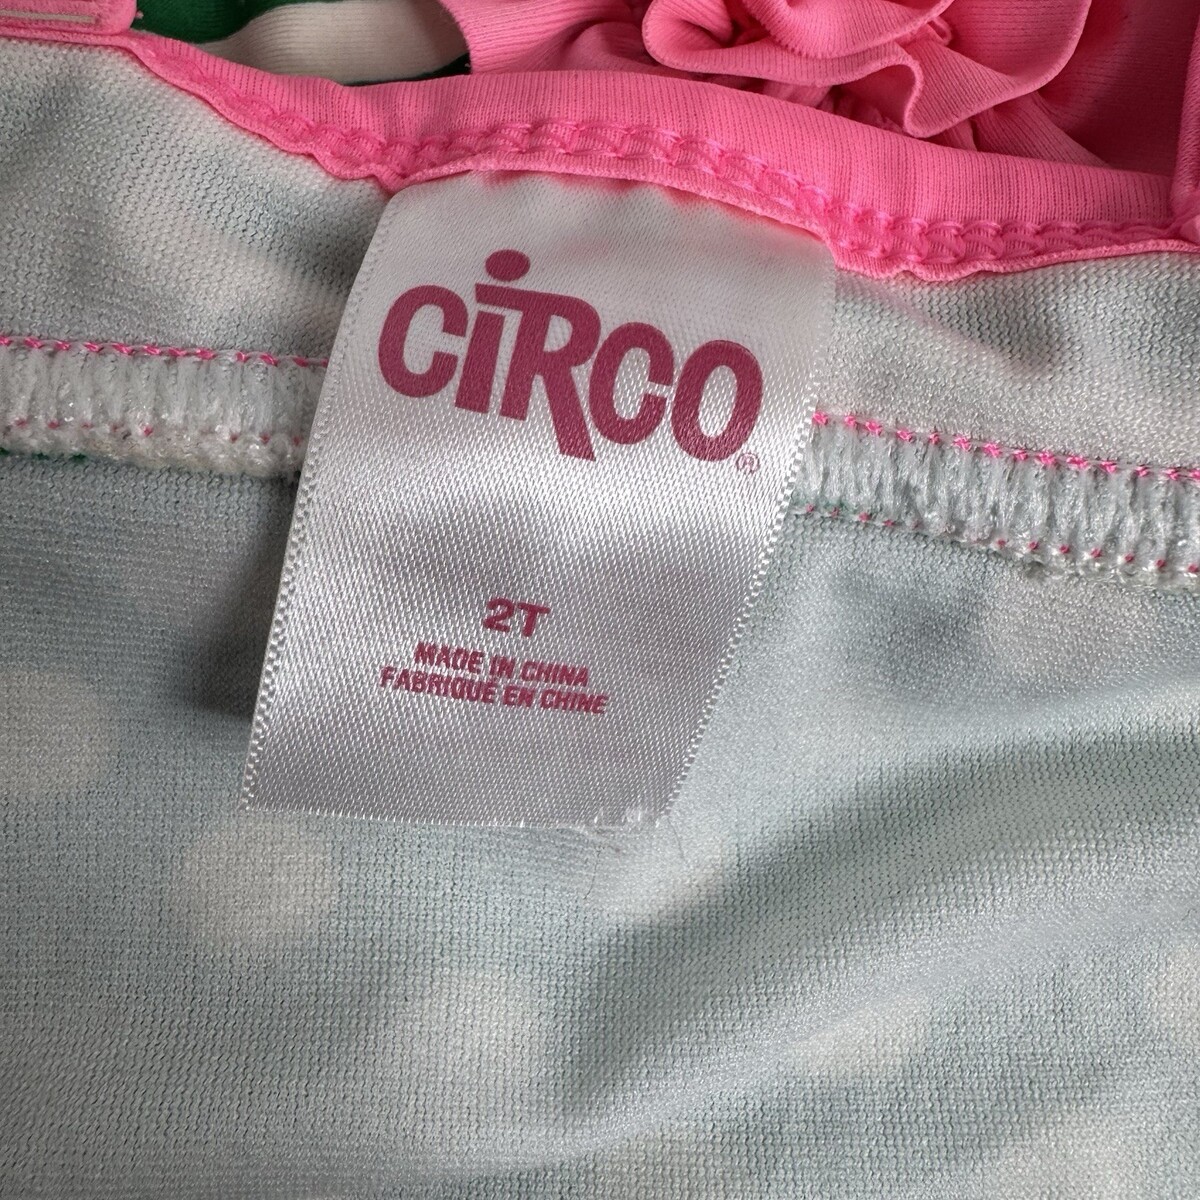 CiRCO®
2T
MADE IN CHINA
FABRIQUÉ EN CHINE